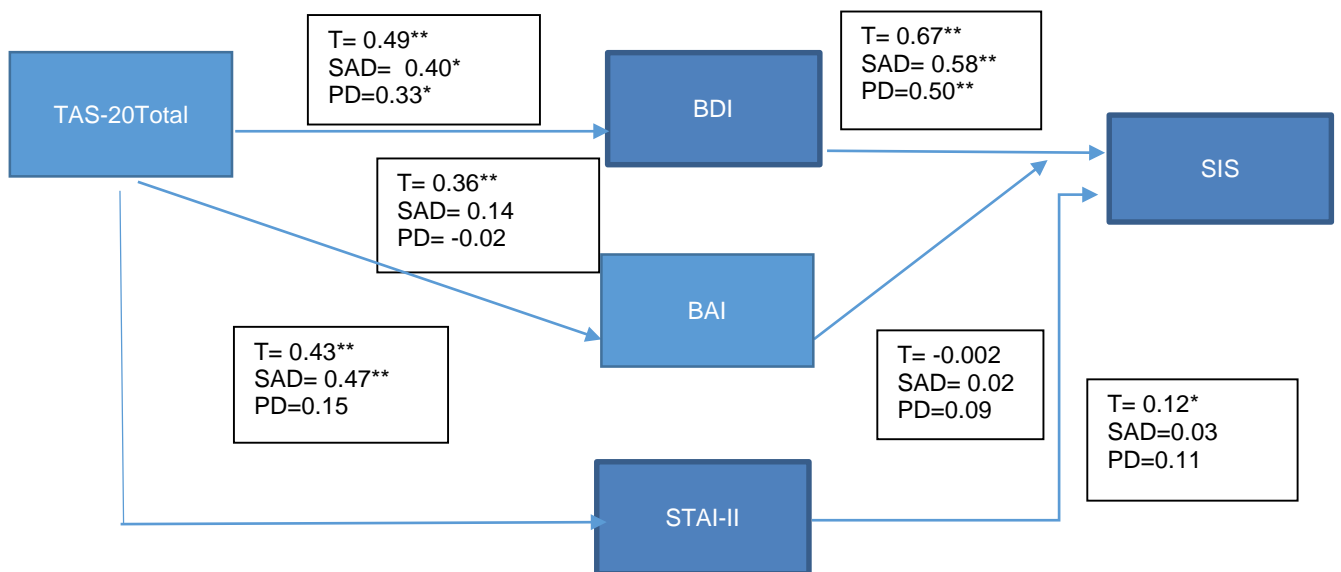 T= 0.49**
SAD=  0.40*
PD=0.33*
T= 0.67**
SAD= 0.58**
PD=0.50**
TAS-20Total
BDI
SIS
T= 0.36**
SAD= 0.14
PD= -0.02
BAI
T= 0.43**
SAD= 0.47**
PD=0.15
T= -0.002
SAD= 0.02
PD=0.09
T= 0.12*
SAD=0.03
PD=0.11
STAI-II